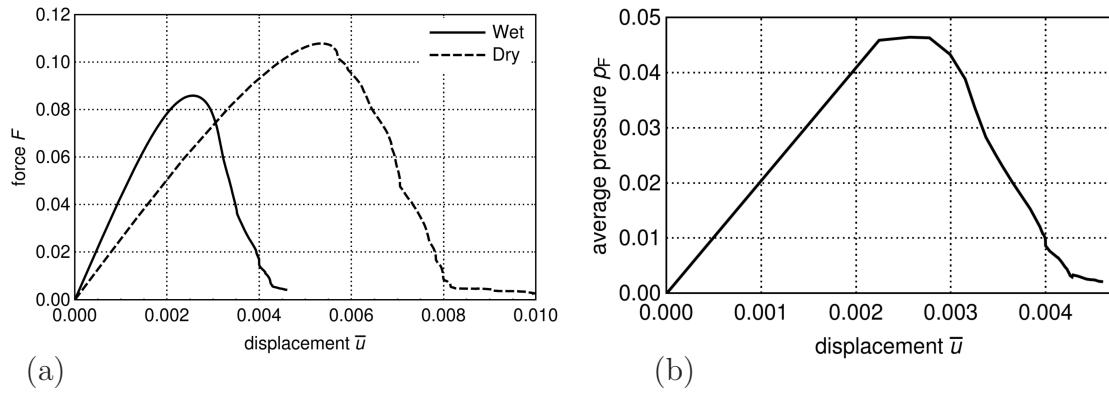 0.12
0.10
0.08
0.06
0.04
0.02
0.00
force F
Wet
Dry
0.000 0.002 0.004 0.006 0.008 0.010
displacement u̅
(a)
0.05
0.04
0.03
0.02
0.01
0.00
average pressure pF
0.000 0.001 0.002 0.003 0.004
displacement u̅
(b)